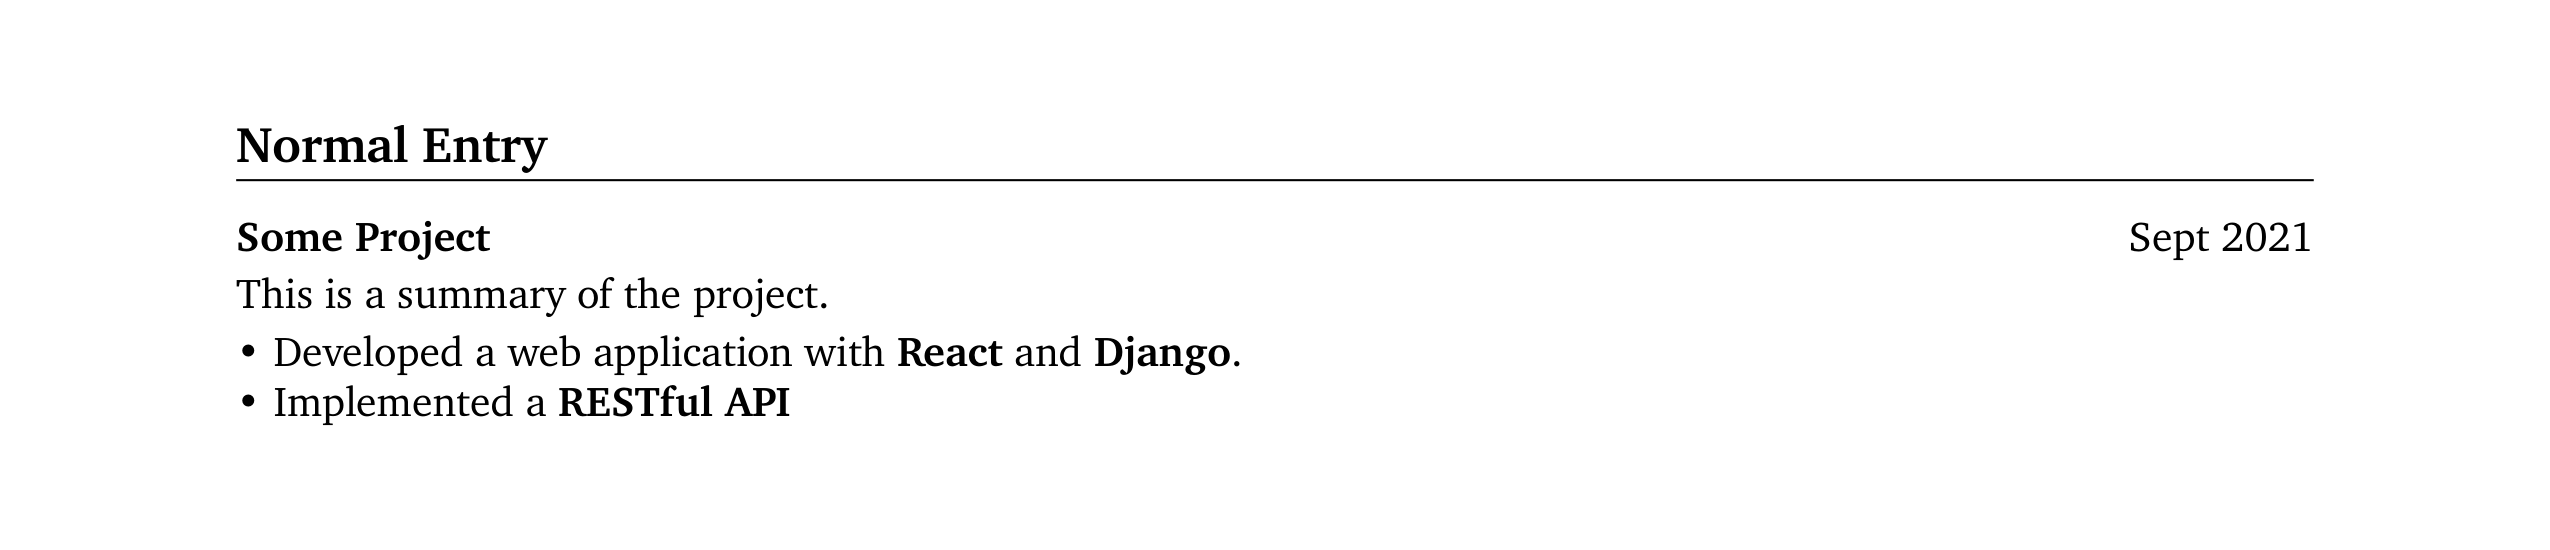 Normal Entry
Some Project Sept 2021
This is a summary of the project.
• Developed a web application with React and Django.
• Implemented a RESTful API